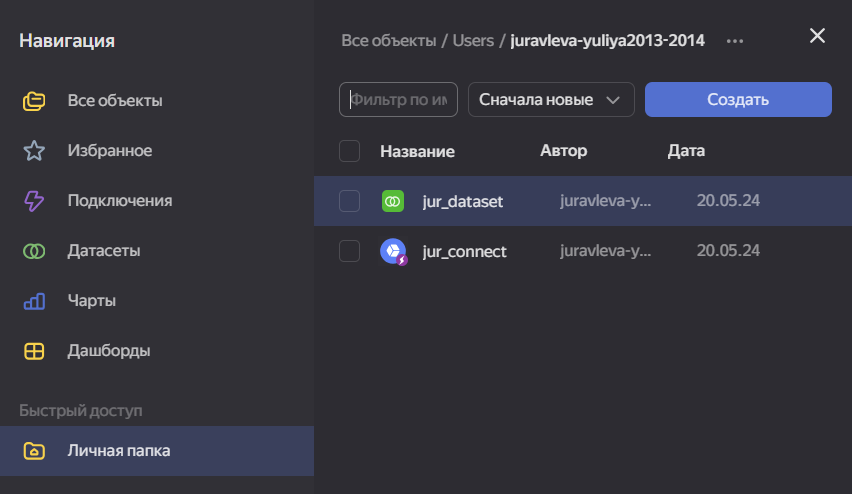 Навигация
Все объекты
Избранное
Подключения
Датасеты
Чарты
Дашборды
Быстрый доступ
Личная папка
Все объекты / Users / juravleva-yuliya2013-2014 ...
Фильтр по им
Сначала новые
Создать
Название Автор Дата
jur_dataset juravleva-y... 20.05.24
jur_connect juravleva-y... 20.05.24